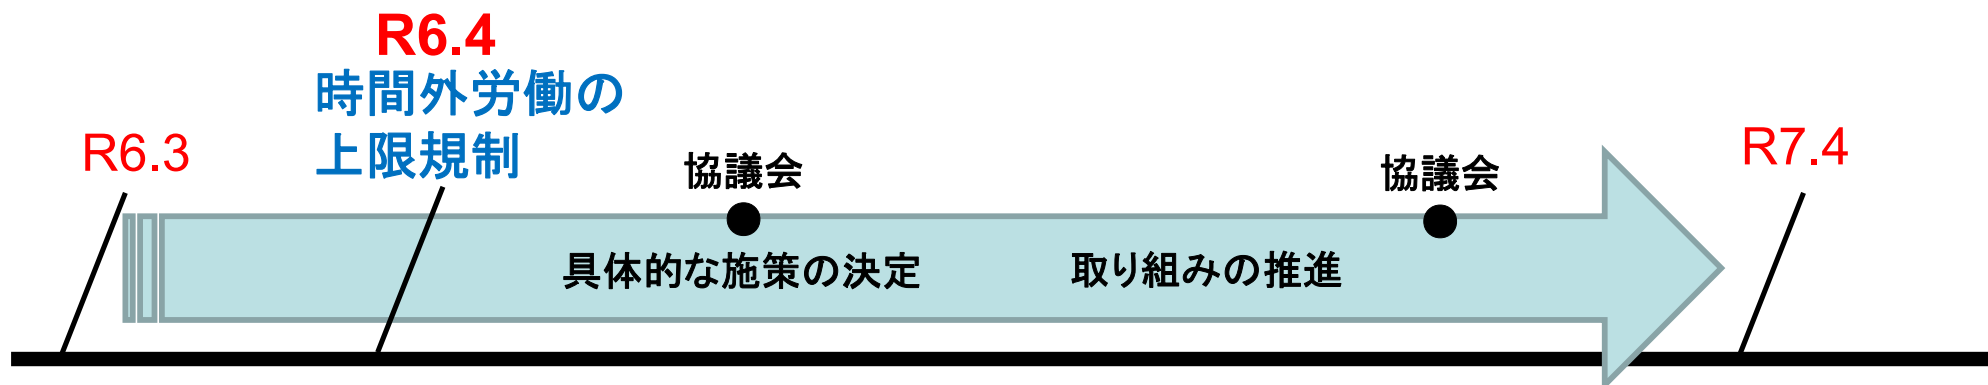 R6.4
時間外労働の
上限規制
R6.3
協議会
協議会
R7.4
具体的な施策の決定
取り組みの推進